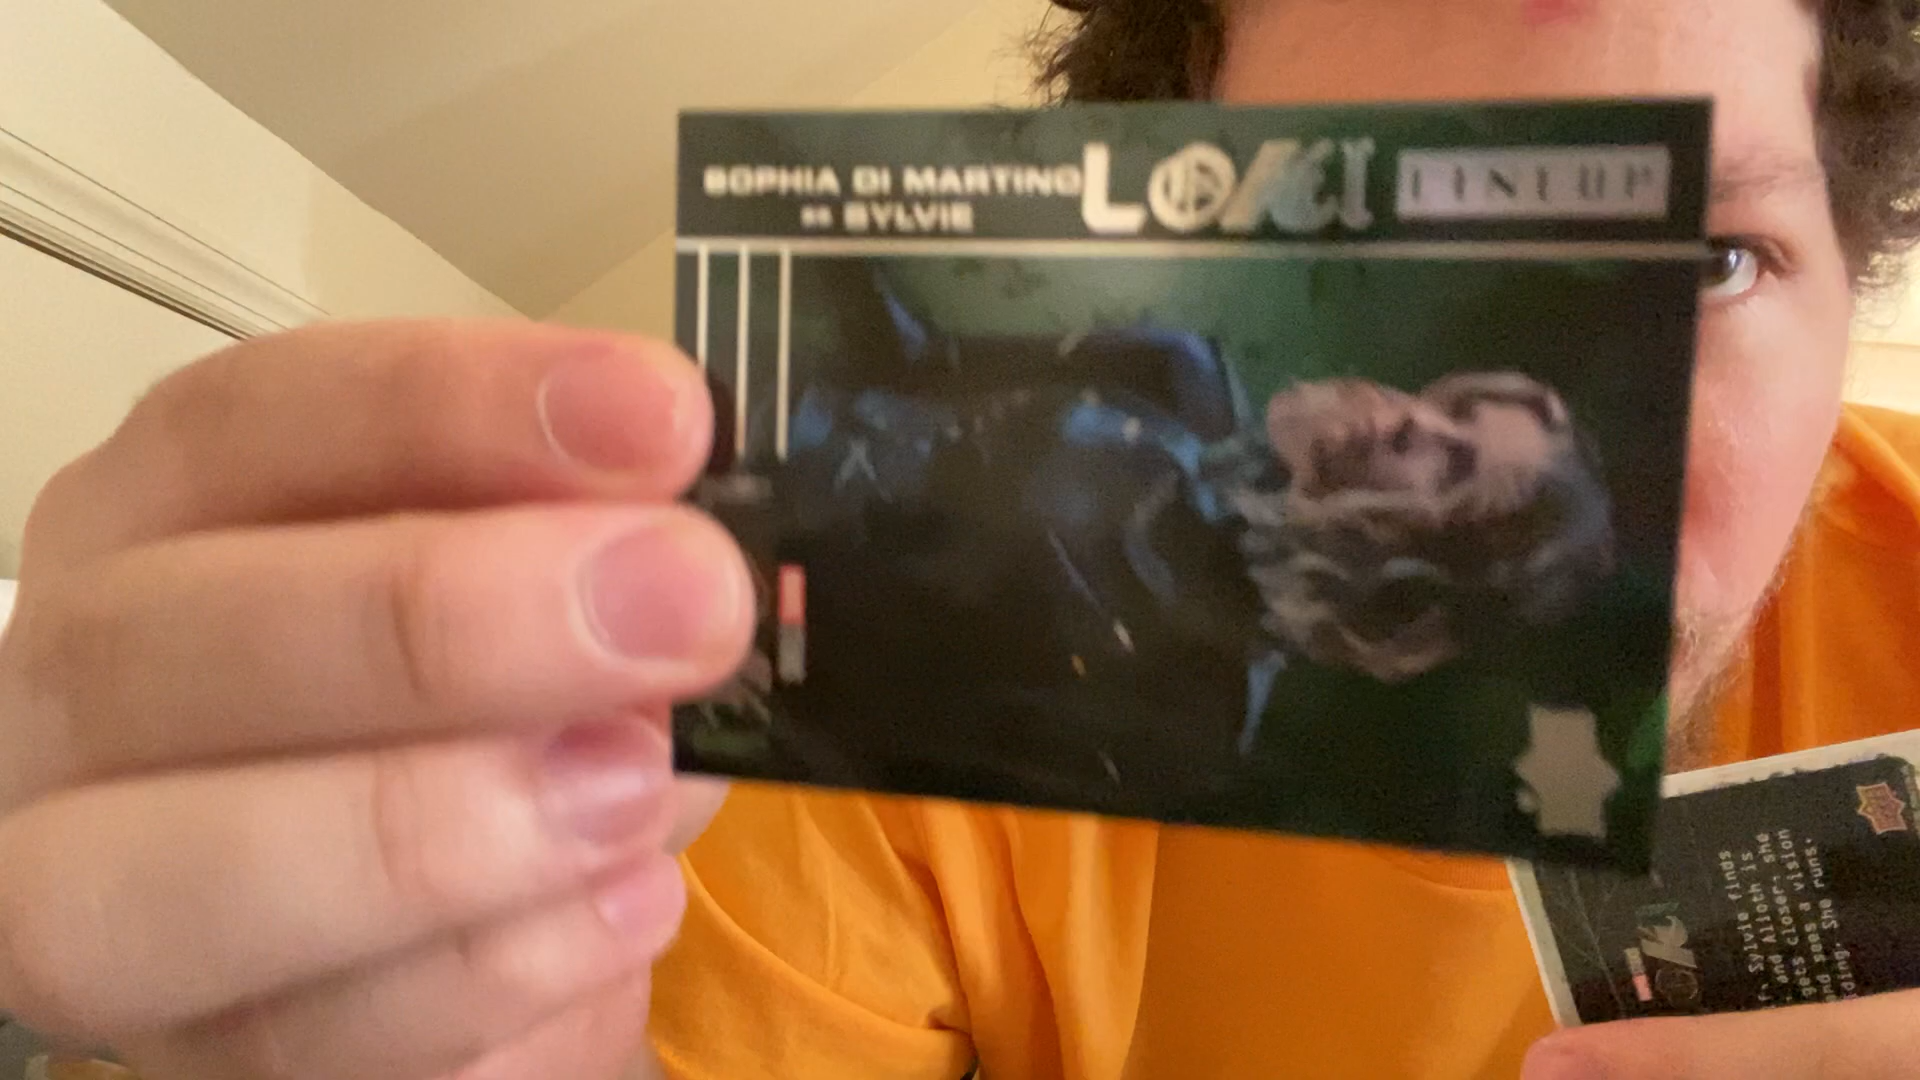 SOPHIA DI MARTINO
as SYLVIE
LOKI
LINEUP
Sylvie finds
and Alioth is
and closer, she
gets a vision
and sees a
She runs.